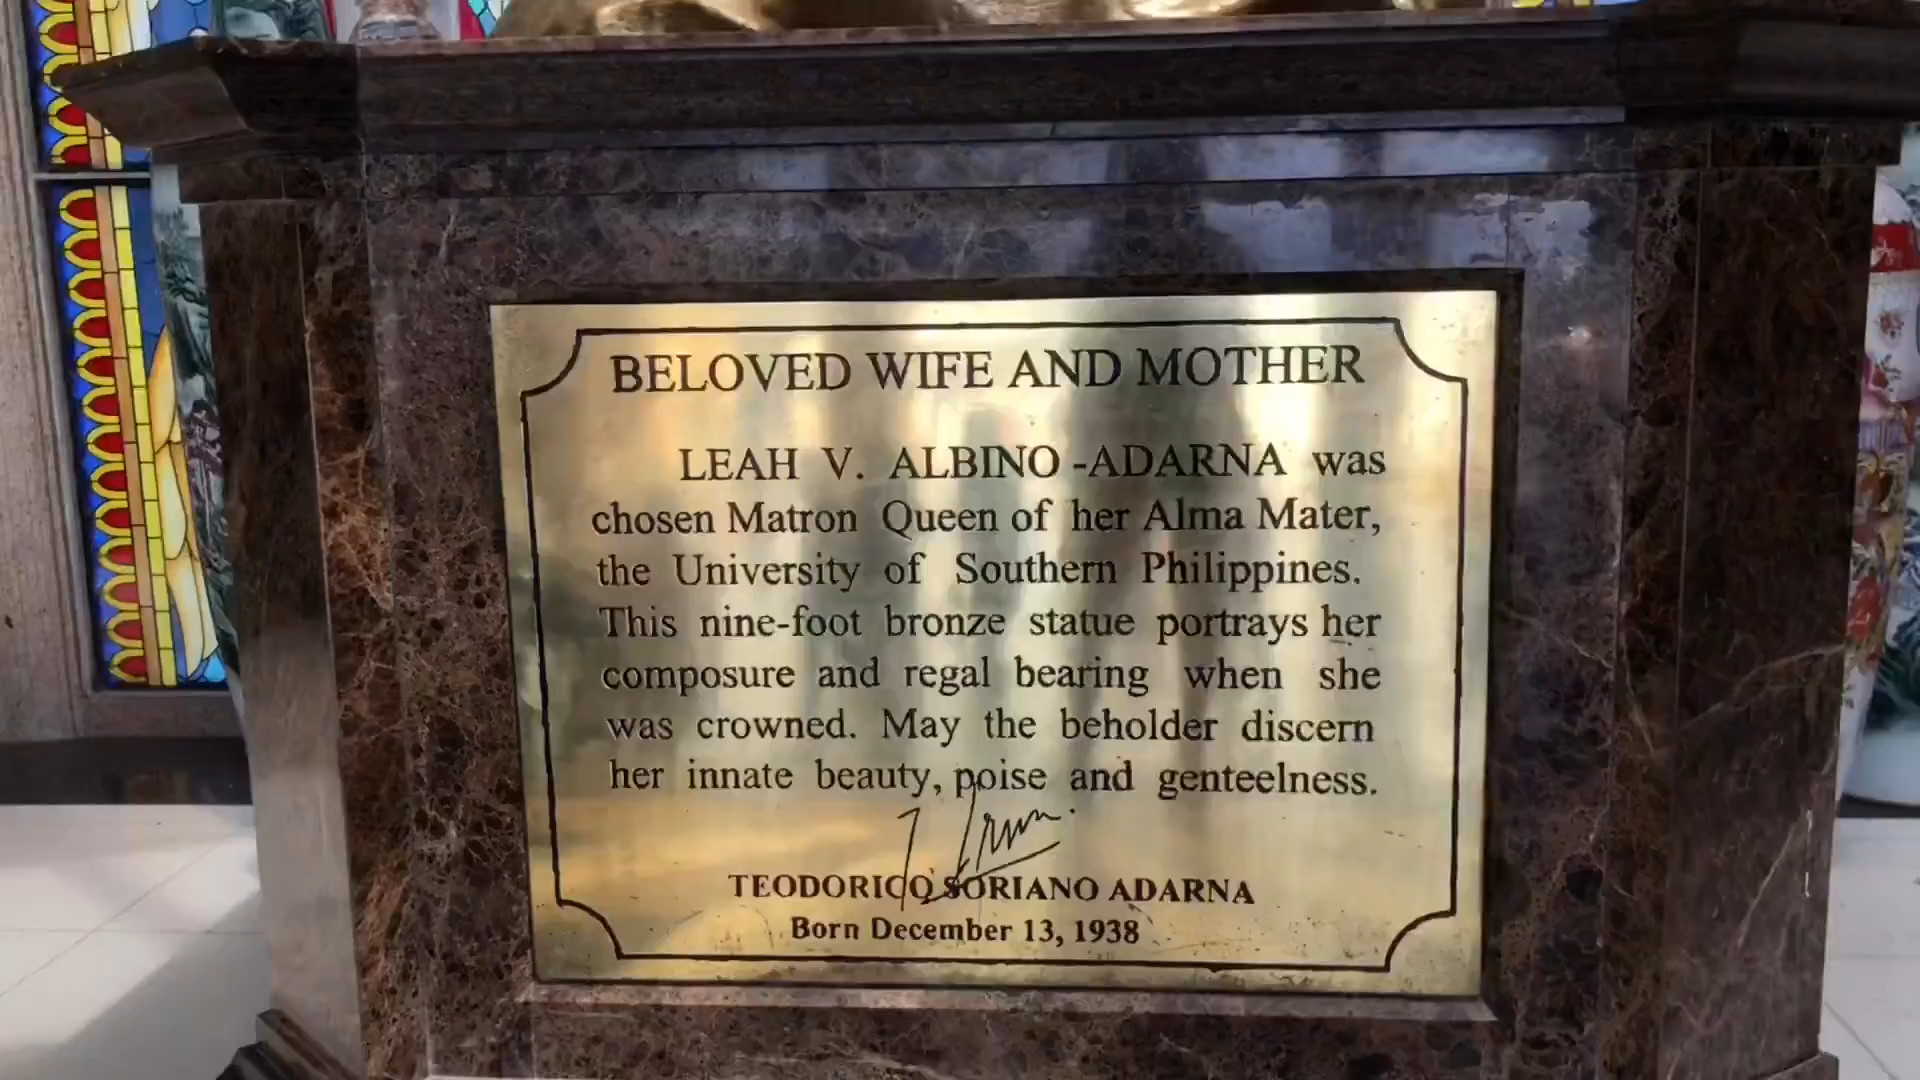 BELOVED WIFE AND MOTHER
LEAH V. ALBINO-ADARNA was
chosen Matron Queen of her Alma Mater,
the University of Southern Philippines.
This nine-foot bronze statue portrays her
composure and regal bearing when she
was crowned. May the beholder discern
her innate beauty, poise and genteelness.
TEODORICO SORIANO ADARNA
Born December 13, 1938